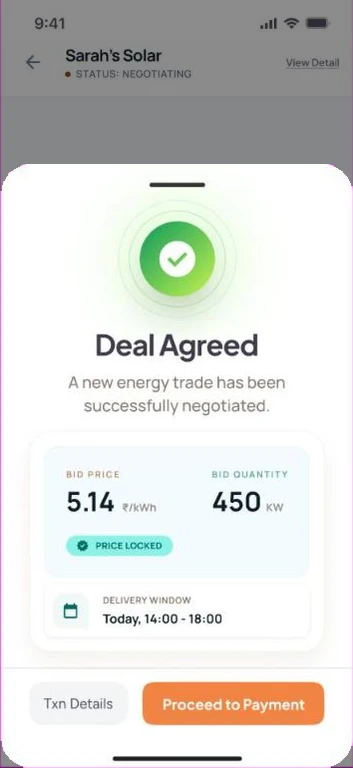 9:41
Sarah's Solar
STATUS: NEGOTIATING
View Detail
Deal Agreed
A new energy trade has been
successfully negotiated.
BID PRICE
BID QUANTITY
5.14 ₹/kWh
450 KW
PRICE LOCKED
DELIVERY WINDOW
Today, 14:00 - 18:00
Txn Details
Proceed to Payment